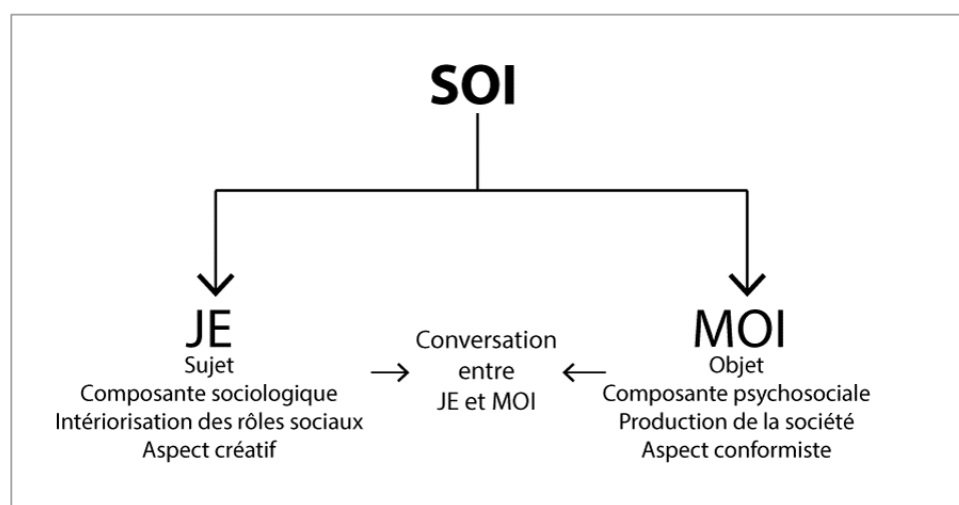 SOI
JE
Sujet
Composante sociologique
Intériorisation des rôles sociaux
Aspect créatif
Conversation
entre
JE et MOI
MOI
Objet
Composante psychosociale
Production de la société
Aspect conformiste